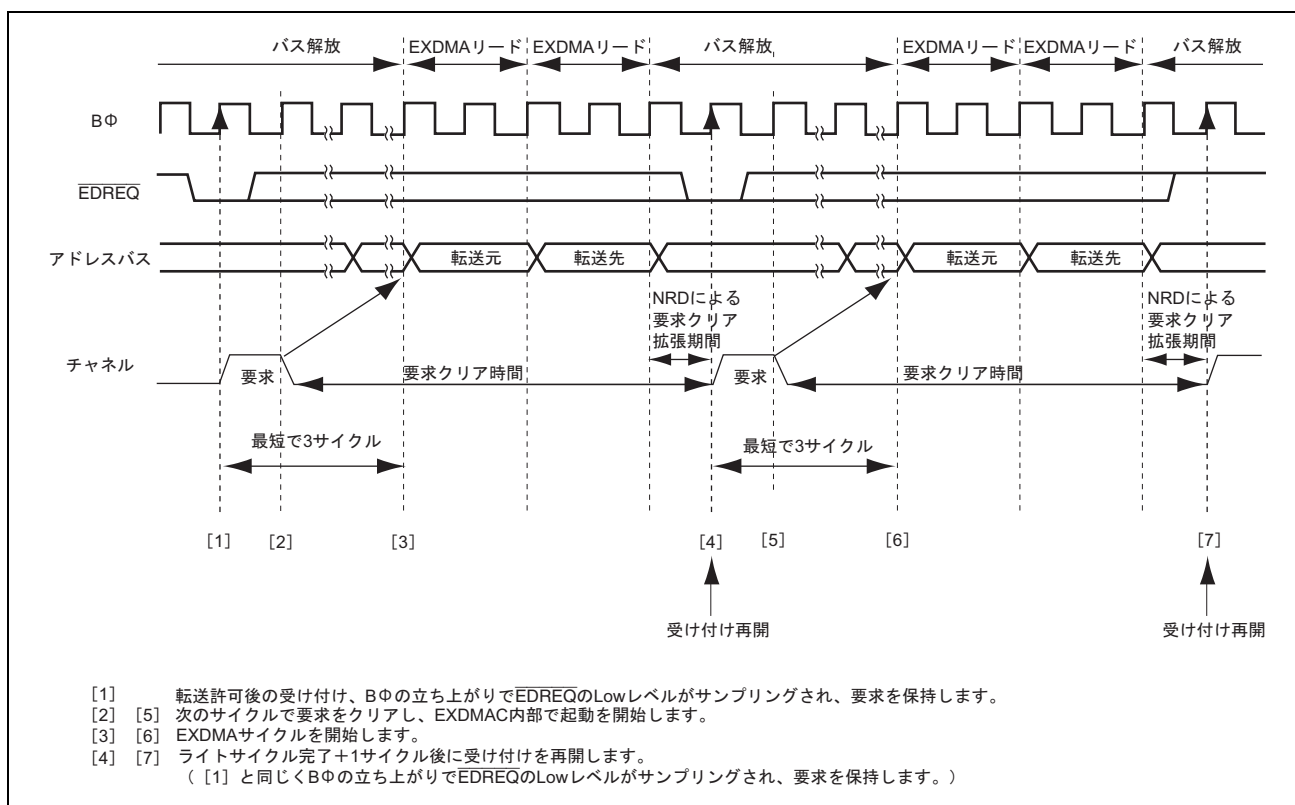 バス解放 EXDMAリード EXDMAリード バス解放 EXDMAリード EXDMAリード バス解放
BΦ
EDREQ
アドレスバス 転送元 転送先 転送元 転送先
NRDによる
要求クリア
拡張期間
NRDによる
要求クリア
拡張期間
チャネル 要求 要求クリア時間 要求 要求クリア時間
最短で3サイクル 最短で3サイクル
[1] [2] [3] [4] [5] [6] [7]
受け付け再開 受け付け再開
[1] 転送許可後の受け付け、BΦの立ち上がりでEDREQのLowレベルがサンプリングされ、要求を保持します。
[2] [5] 次のサイクルで要求をクリアし、EXDMAC内部で起動を開始します。
[3] [6] EXDMAサイクルを開始します。
[4] [7] ライトサイクル完了+1サイクル後に受け付けを再開します。
([1]と同じくBΦの立ち上がりでEDREQのLowレベルがサンプリングされ、要求を保持します。)